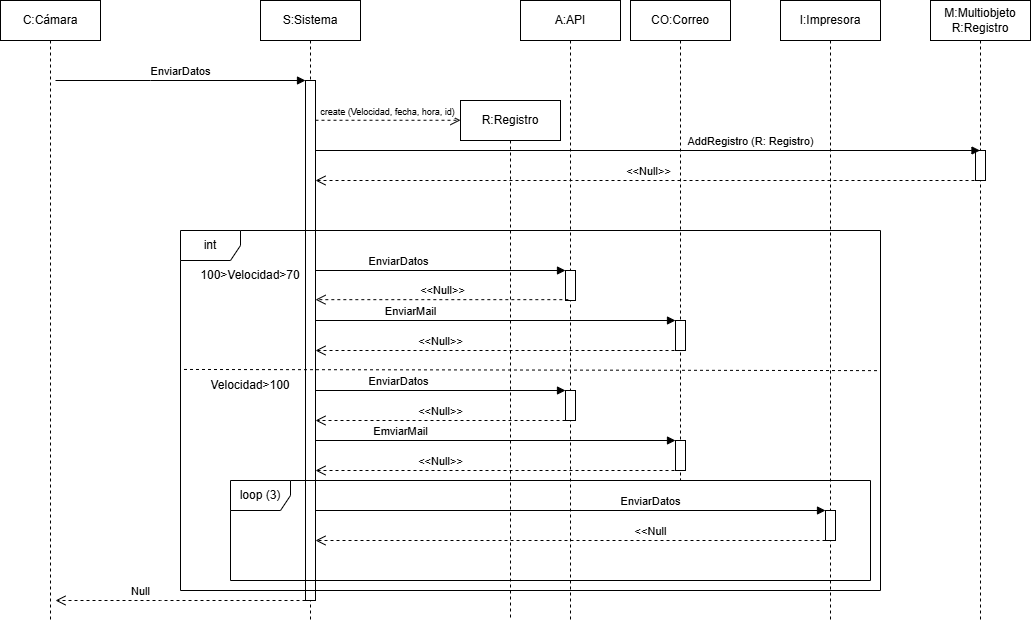 C:Cámara
S:Sistema
A:API
CO:Correo
I:Impresora
M:Multiobjeto
R:Registro
EnviarDatos
create (Velocidad, fecha, hora, id)
R:Registro
AddRegistro (R: Registro)
<<Null>>
int
100>Velocidad>70
EnviarDatos
<<Null>>
EnviarMail
<<Null>>
Velocidad>100
EnviarDatos
<<Null>>
EmviarMail
<<Null>>
loop (3)
EnviarDatos
<<Null
Null